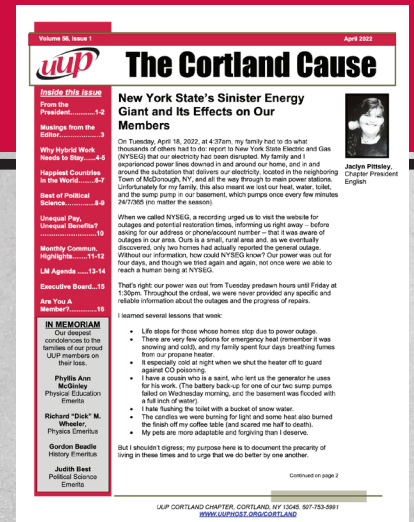 Volume 56, Issue 1
April 2022
uup
The Cortland Cause
Inside this issue
From the
President............1-2
Musings from the
Editor....................3
Why Hybrid Work
Needs to Stay......4-5
Happiest Countries
in the World........6-7
Best of Political
Science..............8-9
Unequal Pay,
Unequal Benefits?
............................10
Monthly Commun.
Highlights.......11-12
LM Agenda .....13-14
Executive Board...15
Are You A
Member?..............16
IN MEMORIAM
Our deepest
condolences to the
families of our proud
UUP members on
their loss.
Phyllis Ann
McGinley
Physical Education
Emerita
Richard "Dick" M.
Wheeler,
Physics Emeritus
Gordon Beadle
History Emeritus
Judith Best
Political Science
Emerita
New York State's Sinister Energy
Giant and Its Effects on Our
Members
On Tuesday, April 18, 2022, at 4:37am, my family had to do what
thousands of others had to do: report to New York State Electric and Gas
(NYSEG) that our electricity had been disrupted. My family and I
experienced power lines downed in and around our home, and in and
around the substation that delivers our electricity, located in the neighboring
Town of McDonough, NY, and all the way through to main power stations.
Unfortunately for my family, this also meant we lost our heat, water, toilet,
and the sump pump in our basement, which pumps once every few minutes
24/7/365 (no matter the season).
Jaclyn Pittsley,
Chapter President
English
When we called NYSEG, a recording urged us to visit the website for
outages and potential restoration times, informing us right away – before
asking for our address or phone/account number – that it was aware of
outages in our area. Ours is a small, rural area and, as we eventually
discovered, only two homes had actually reported the general outage.
Without our information, how could NYSEG know? Our power was out for
four days, and though we tried again and again, not once were we able to
reach a human being at NYSEG.
That's right: our power was out from Tuesday predawn hours until Friday at
1:30pm. Throughout the ordeal, we were never provided any specific and
reliable information about the outages and the progress of repairs.
I learned several lessons that week:
• Life stops for those whose homes stop due to power outage.
• There are very few options for emergency heat (remember it was
snowing and cold), and my family spent four days breathing fumes
from our propane heater.
• It especially cold at night when we shut the heater off to guard
against CO poisoning.
• I have a cousin who is a saint, who lent us the generator he uses
for his work. (The battery back-up for one of our two sump pumps
failed on Wednesday morning, and the basement was flooded with
a full inch of water).
• I hate flushing the toilet with a bucket of snow water.
• The candles we were burning for light and some heat also burned
the finish off my coffee table (and scared me half to death).
• My pets are more adaptable and forgiving than I deserve.
But I shouldn't digress; my purpose here is to document the precarity of
living in these times and to urge that we do better by one another.
Continued on page 2
UUP CORTLAND CHAPTER, CORTLAND, NY 13045, 607-753-5991
WWW.UUPHOST.ORG/CORTLAND